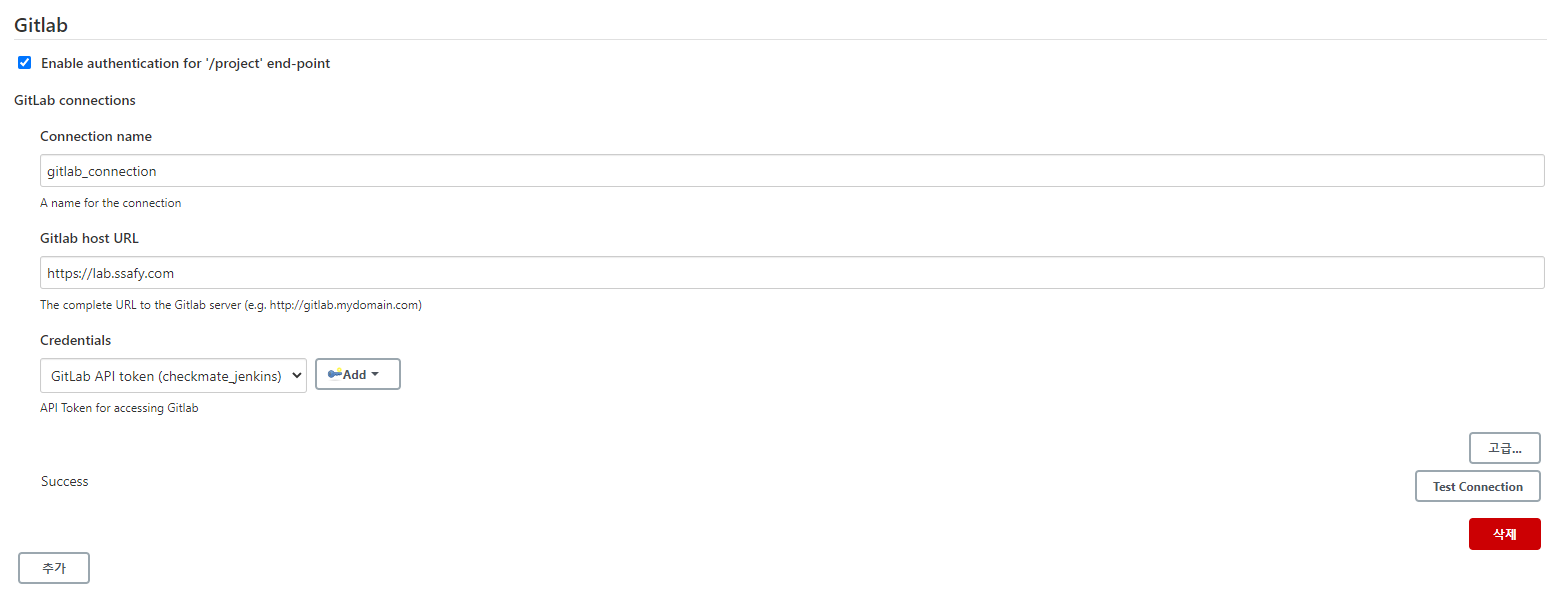 Gitlab
Enable authentication for '/project' end-point
GitLab connections
Connection name
gitlab_connection
A name for the connection
Gitlab host URL
https://lab.ssafy.com
The complete URL to the Gitlab server (e.g. http://gitlab.mydomain.com)
Credentials
GitLab API token (checkmate_jenkins) Add
API Token for accessing Gitlab
고급...
Success Test Connection
삭제
추가